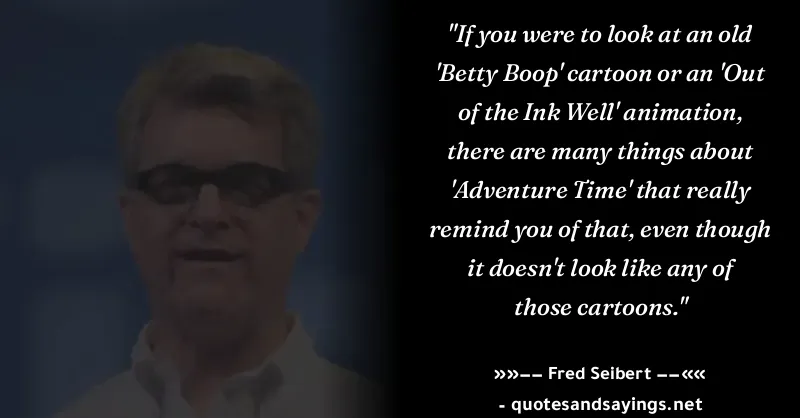 "If you were to look at an old
'Betty Boop' cartoon or an 'Out
of the Ink Well' animation,
there are many things about
'Adventure Time' that really
remind you of that, even though
it doesn't look like any of
those cartoons."
»»−− Fred Seibert −−««
- quotesandsayings.net